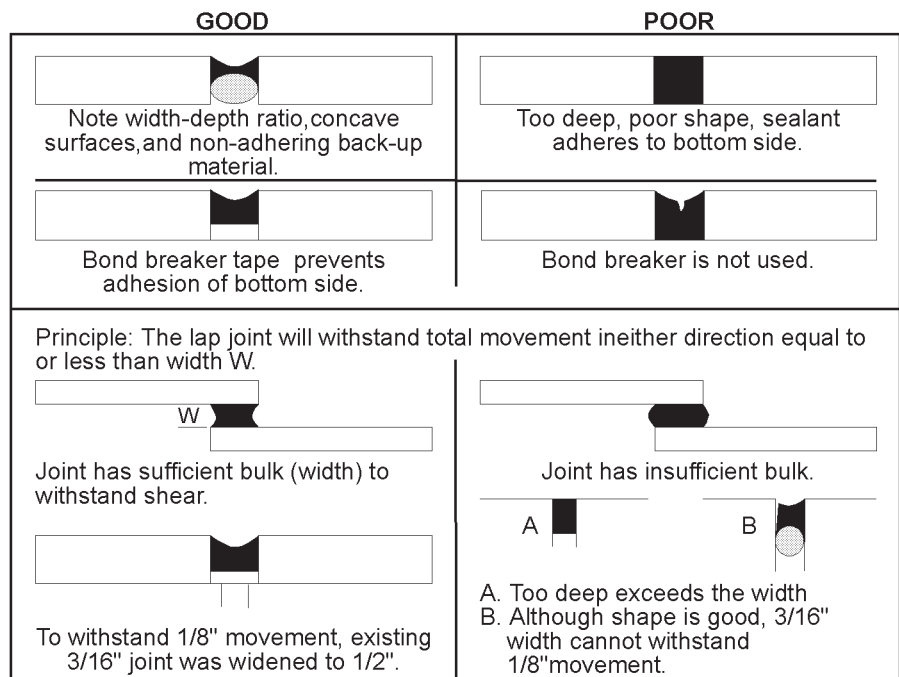 GOOD
POOR
Note width-depth ratio,concave
surfaces,and non-adhering back-up
material.
Too deep, poor shape, sealant
adheres to bottom side.
Bond breaker tape prevents
adhesion of bottom side.
Bond breaker is not used.
Principle: The lap joint will withstand total movement ineither direction equal to
or less than width W.
W
Joint has sufficient bulk (width) to
withstand shear.
To withstand 1/8" movement, existing
3/16" joint was widened to 1/2".
Joint has insufficient bulk.
A
B
A. Too deep exceeds the width
B. Although shape is good, 3/16"
width cannot withstand
1/8"movement.